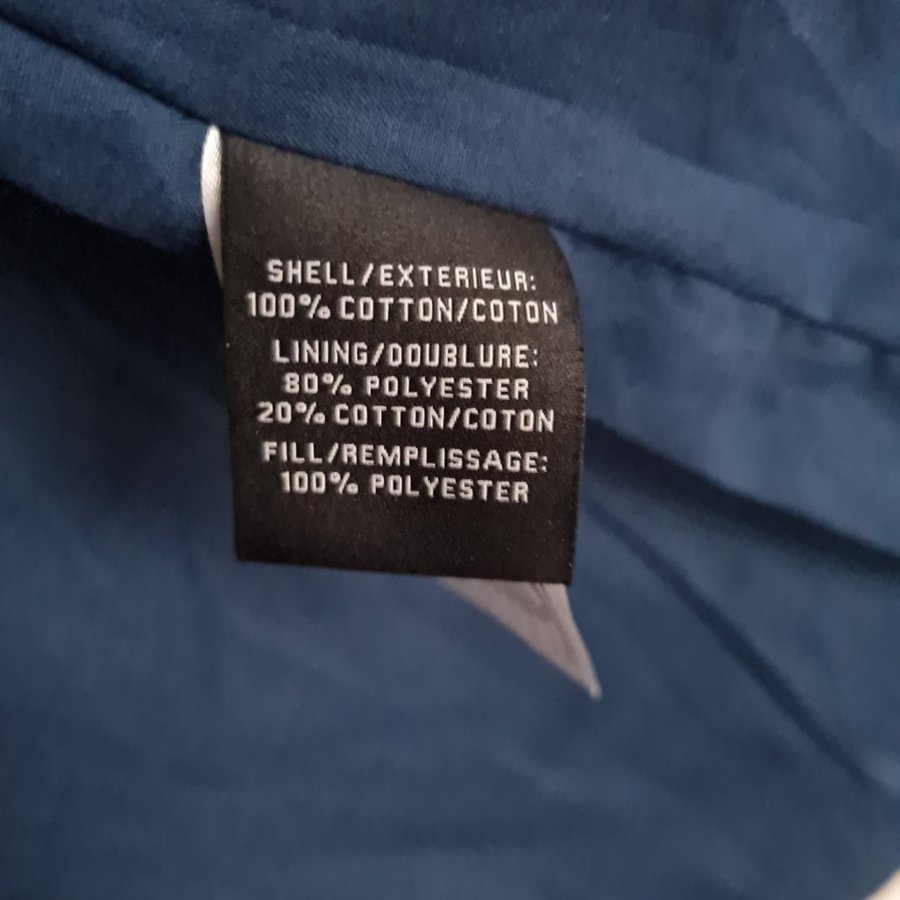 SHELL/EXTERIEUR:
100% COTTON/COTON
LINING/DOUBLURE:
80% POLYESTER
20% COTTON/COTON
FILL/REMPLISSAGE:
100% POLYESTER